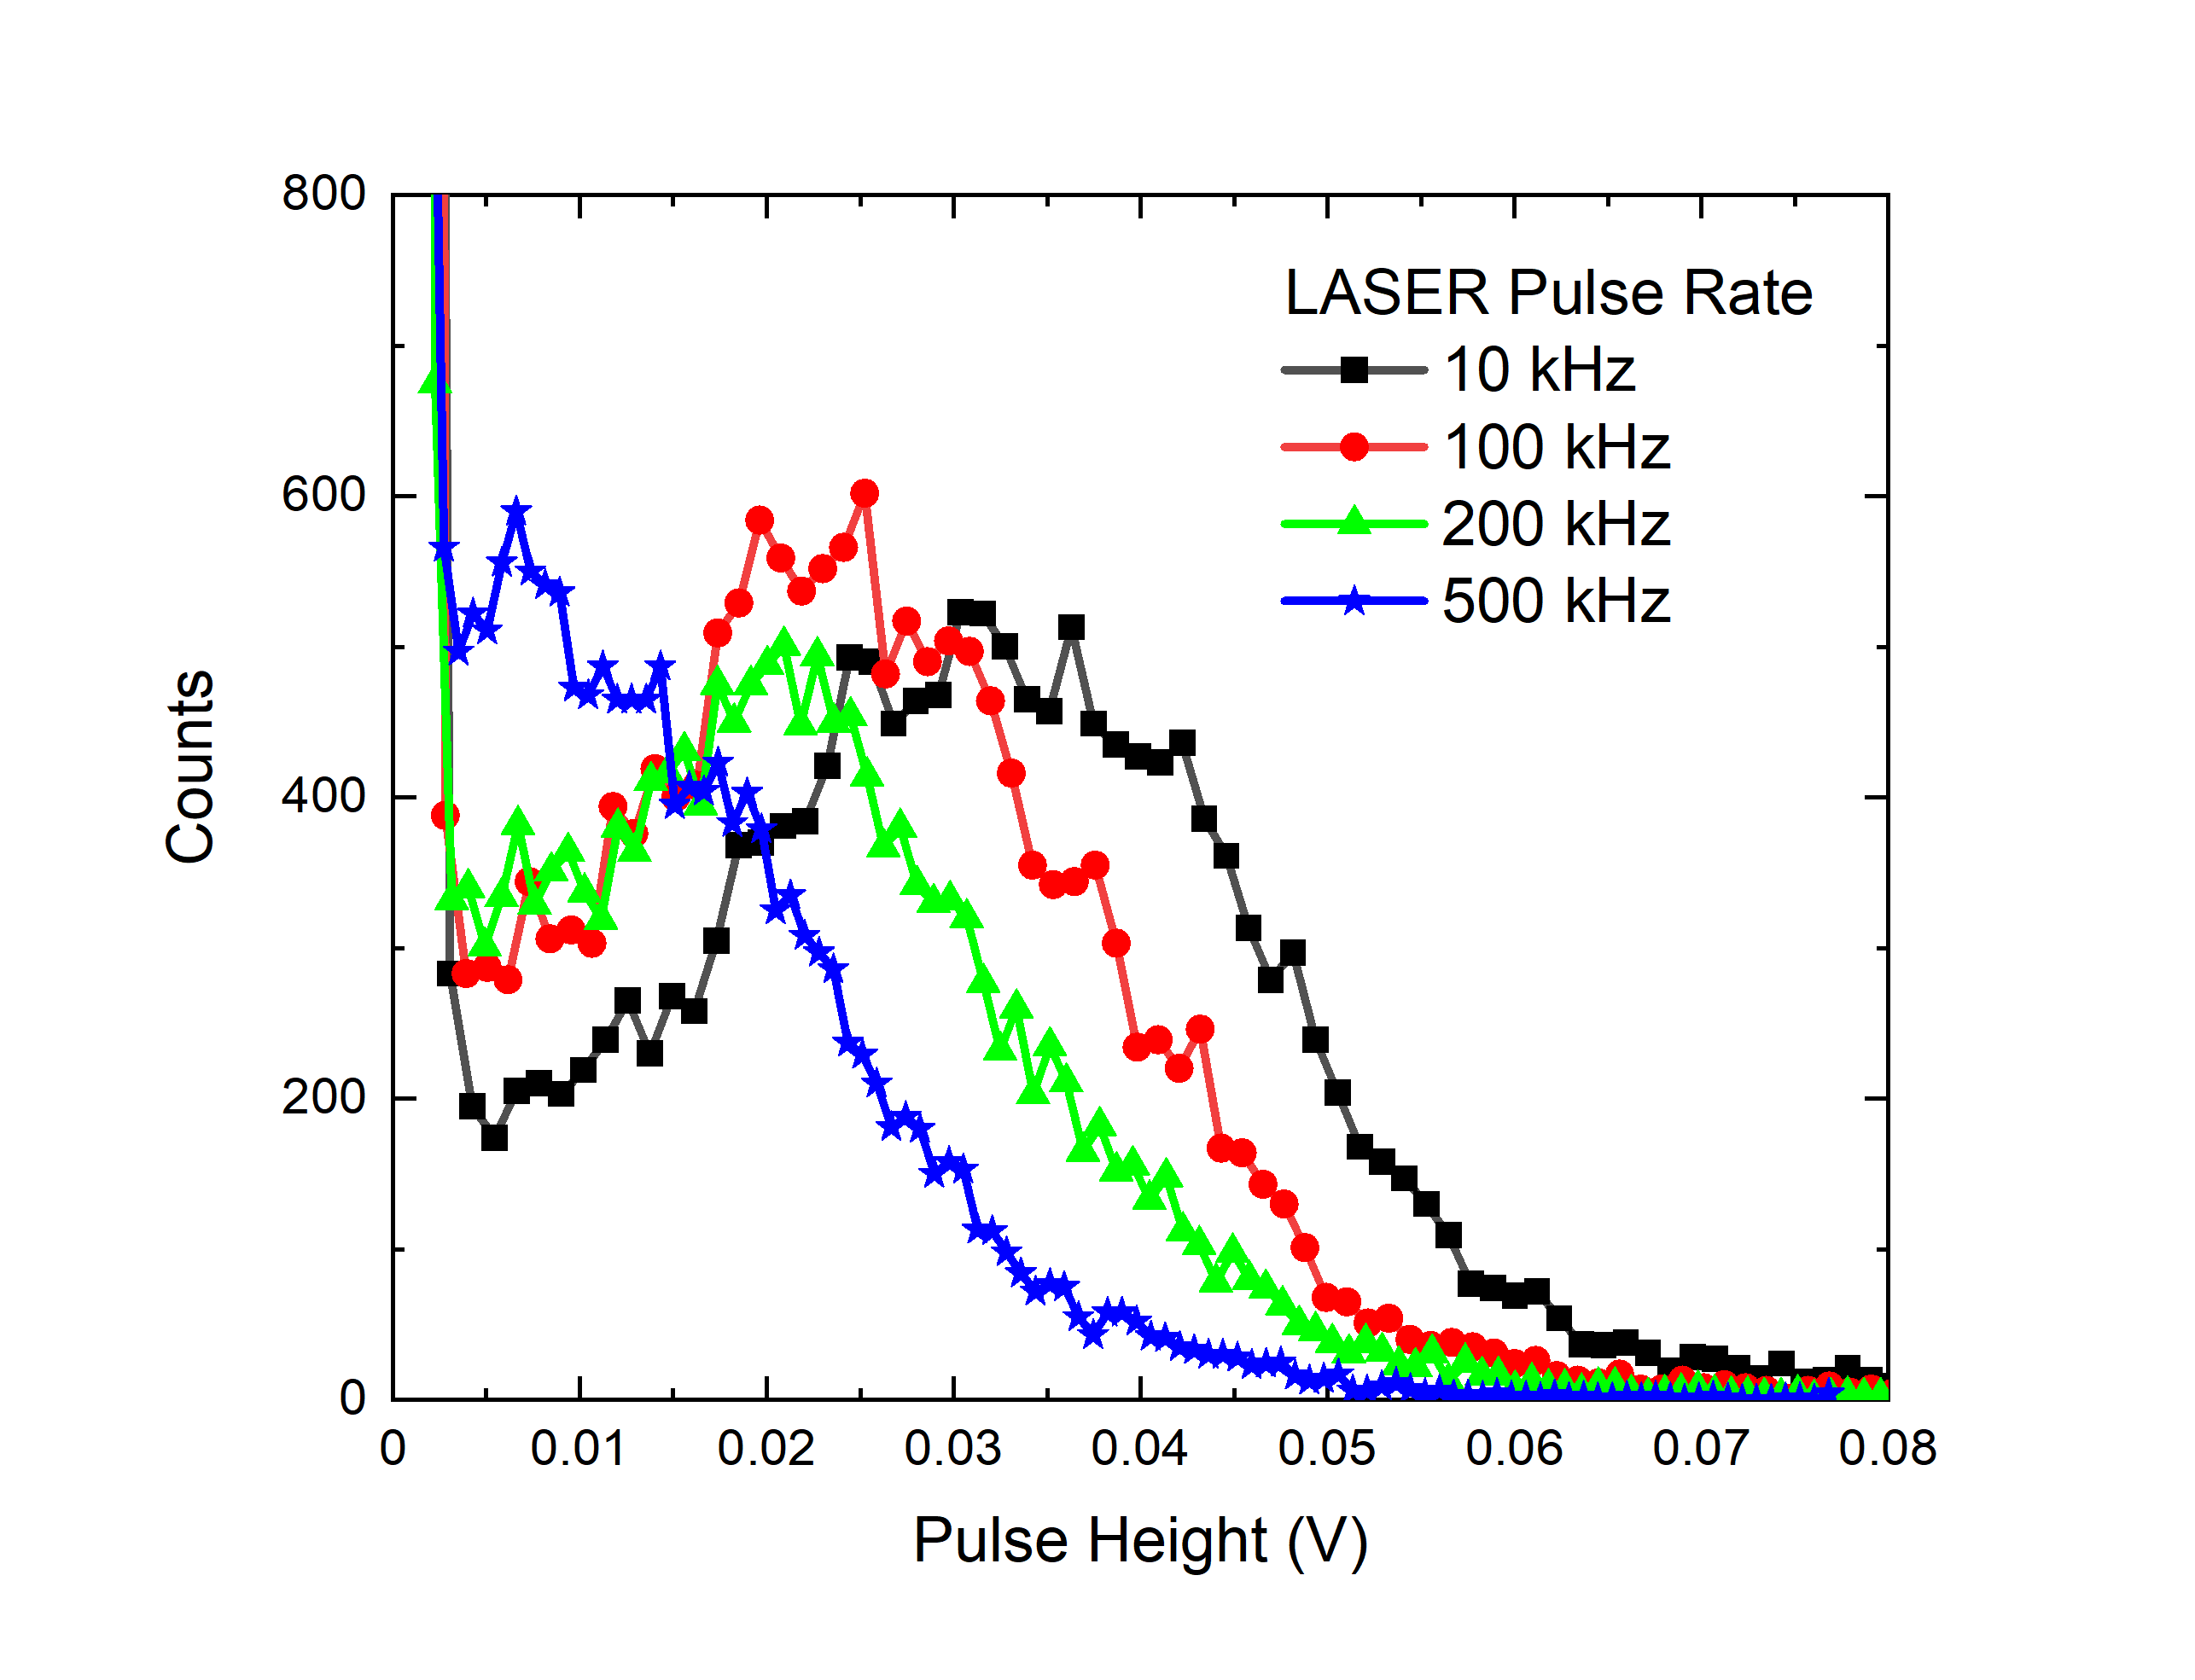 800
600
400
200
0
Counts
LASER Pulse Rate
10 kHz
100 kHz
200 kHz
500 kHz
0 0.01 0.02 0.03 0.04 0.05 0.06 0.07 0.08
Pulse Height (V)